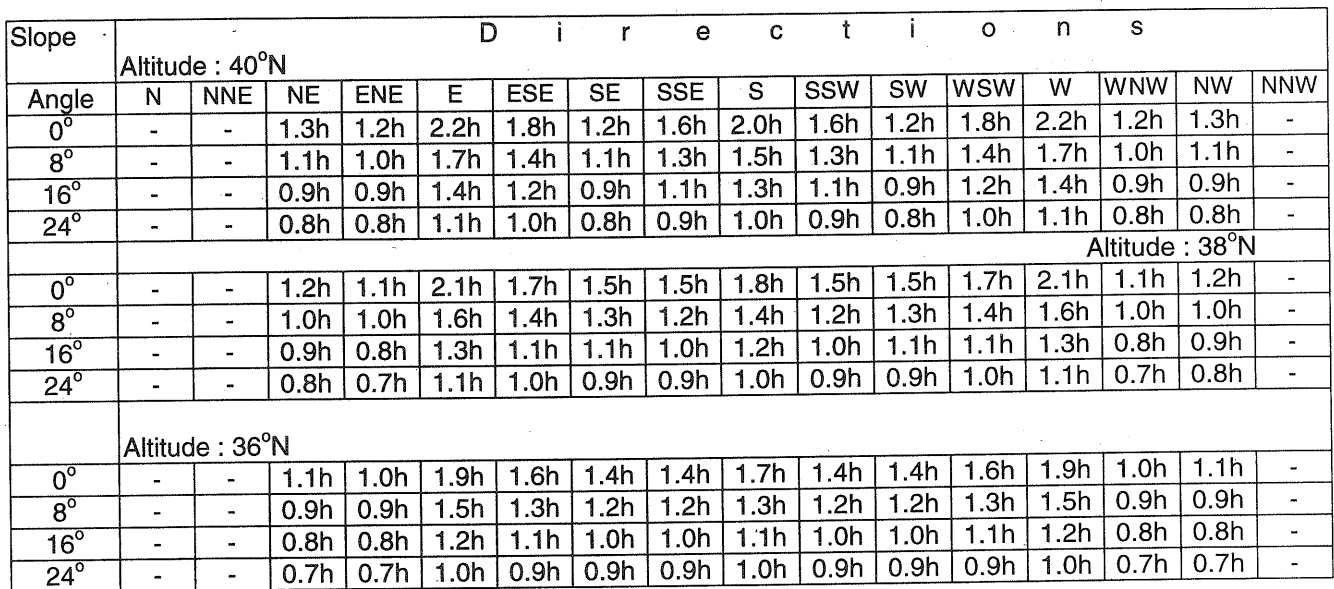 Slope D i r e c t i o n s
Altitude : 40°N
Angle N NNE NE ENE E ESE SE SSE S SSW SW WSW W WNW NW NNW
0° - - 1.3h 1.2h 2.2h 1.8h 1.2h 1.6h 2.0h 1.6h 1.2h 1.8h 2.2h 1.2h 1.3h -
8° - - 1.1h 1.0h 1.7h 1.4h 1.1h 1.3h 1.5h 1.3h 1.1h 1.4h 1.7h 1.0h 1.1h -
16° - - 0.9h 0.9h 1.4h 1.2h 0.9h 1.1h 1.3h 1.1h 0.9h 1.2h 1.4h 0.9h 0.9h -
24° - - 0.8h 0.8h 1.1h 1.0h 0.8h 0.9h 1.0h 0.9h 0.8h 1.0h 1.1h 0.8h 0.8h -
Altitude : 38°N
0° - - 1.2h 1.1h 2.1h 1.7h 1.5h 1.5h 1.8h 1.5h 1.5h 1.7h 2.1h 1.1h 1.2h -
8° - - 1.0h 1.0h 1.6h 1.4h 1.3h 1.2h 1.4h 1.2h 1.3h 1.4h 1.6h 1.0h 1.0h -
16° - - 0.9h 0.8h 1.3h 1.1h 1.1h 1.0h 1.2h 1.0h 1.1h 1.1h 1.3h 0.8h 0.9h -
24° - - 0.8h 0.7h 1.1h 1.0h 0.9h 0.9h 1.0h 0.9h 0.9h 1.0h 1.1h 0.7h 0.8h -
Altitude : 36°N
0° - - 1.1h 1.0h 1.9h 1.6h 1.4h 1.4h 1.7h 1.4h 1.4h 1.6h 1.9h 1.0h 1.1h -
8° - - 0.9h 0.9h 1.5h 1.3h 1.2h 1.2h 1.3h 1.2h 1.2h 1.3h 1.5h 0.9h 0.9h -
16° - - 0.8h 0.8h 1.2h 1.1h 1.0h 1.0h 1.1h 1.0h 1.0h 1.1h 1.2h 0.8h 0.8h -
24° - - 0.7h 0.7h 1.0h 0.9h 0.9h 0.9h 1.0h 0.9h 0.9h 0.9h 1.0h 0.7h 0.7h -